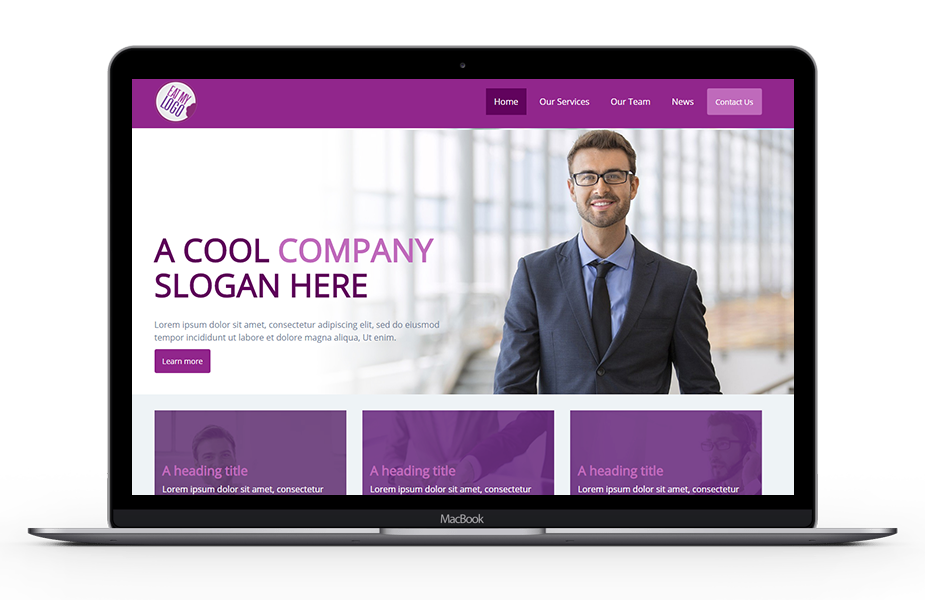 EAT MY
LOGO
Home
Our Services
Our Team
News
Contact Us
A COOL COMPANY
SLOGAN HERE
Lorem ipsum dolor sit amet, consectetur adipiscing elit, sed do eiusmod
tempor incididunt ut labore et dolore magna aliqua, Ut enim.
Learn more
A heading title
Lorem ipsum dolor sit amet, consectetur
A heading title
Lorem ipsum dolor sit amet, consectetur
A heading title
Lorem ipsum dolor sit amet, consectetur
MacBook